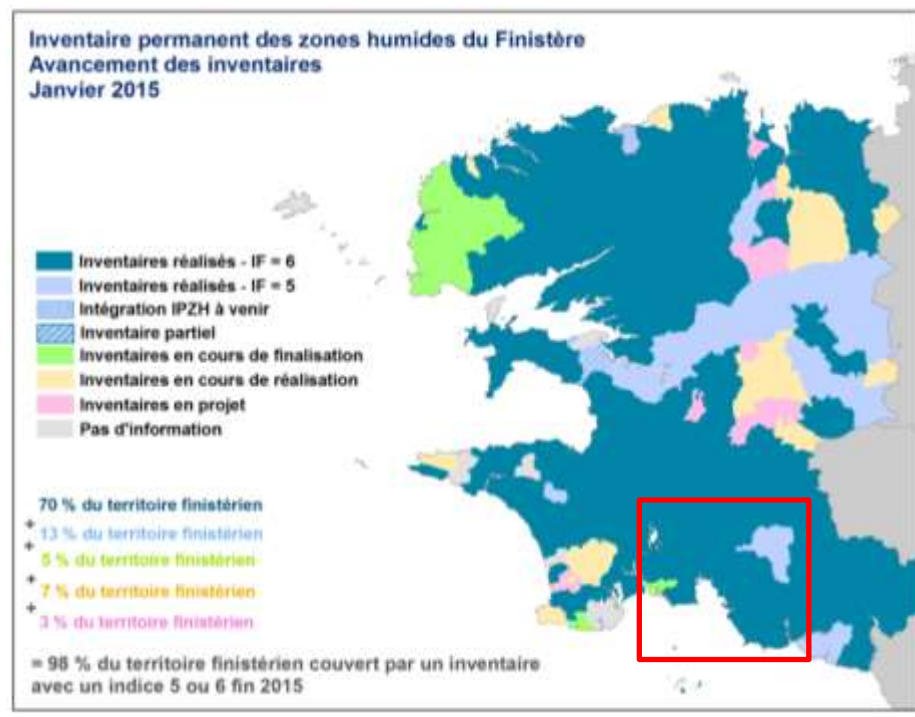 Inventaire permanent des zones humides du Finistère
Avancement des inventaires
Janvier 2015
Inventaires réalisés - IF = 6
Inventaires réalisés - IF = 5
Intégration IPZH à venir
Inventaire partiel
Inventaires en cours de finalisation
Inventaires en cours de réalisation
Inventaires en projet
Pas d'information
70 % du territoire finistérien
+ 13 % du territoire finistérien
+ 5 % du territoire finistérien
+ 7 % du territoire finistérien
+ 3 % du territoire finistérien
= 98 % du territoire finistérien couvert par un inventaire
avec un indice 5 ou 6 fin 2015